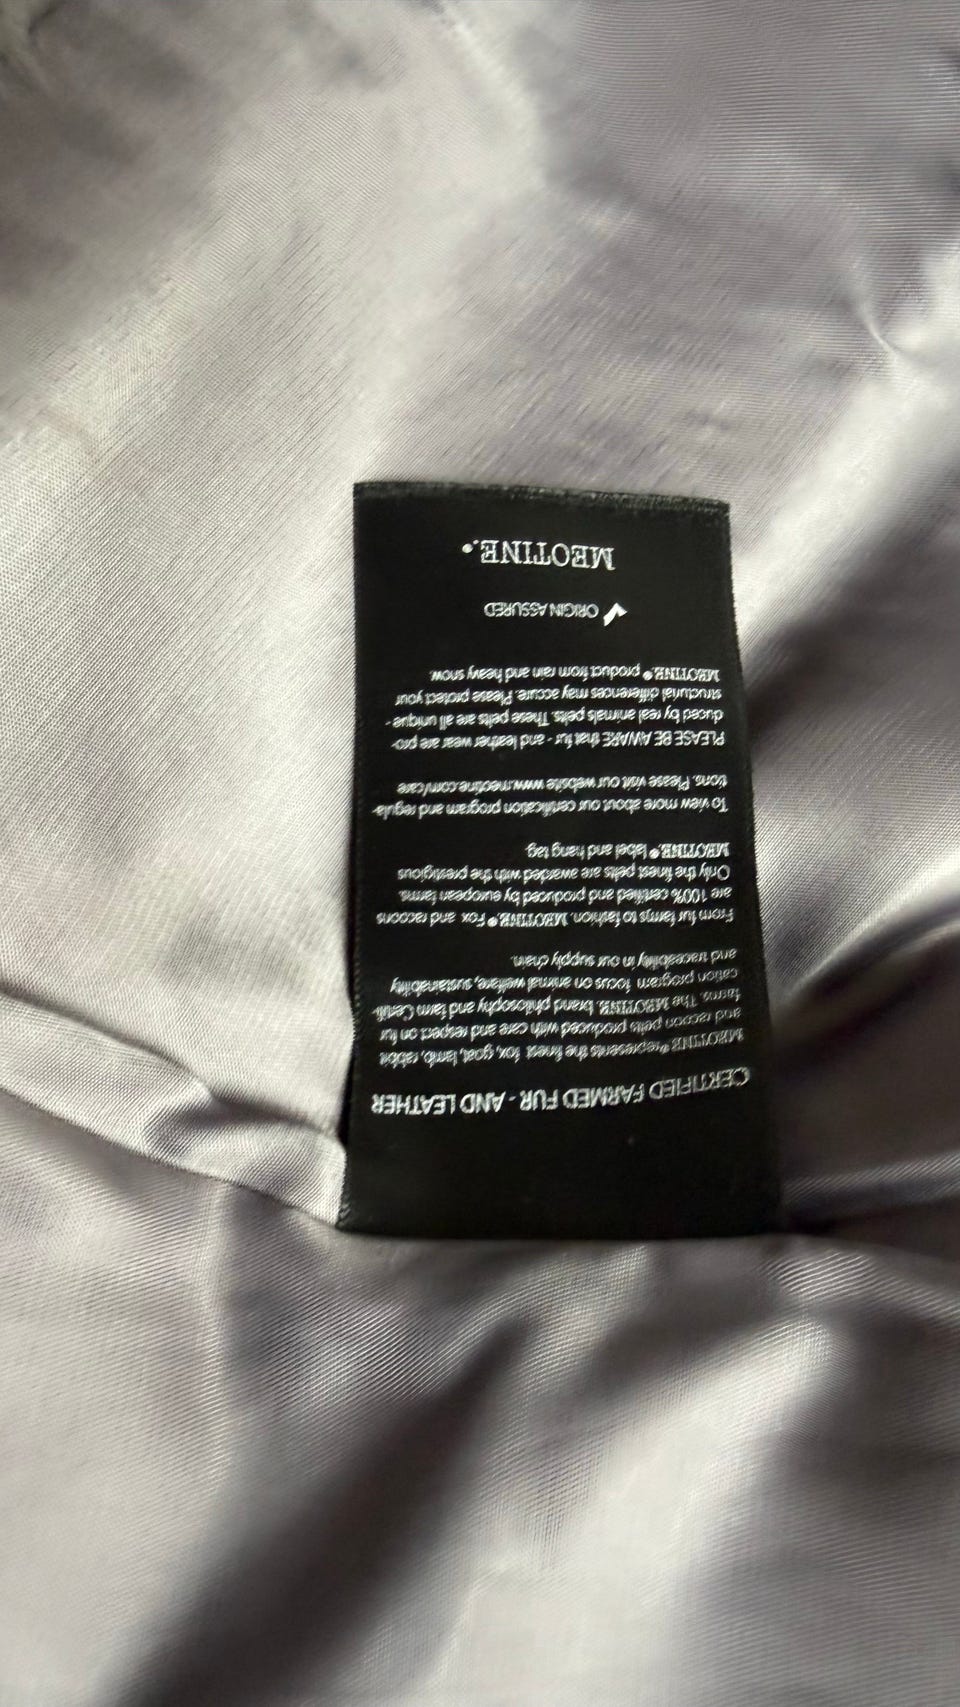 CERTIFIED FARMED FUR - AND LEATHER
MEOTINE.® represents the finest fox, goat, lamb, rabbit
and racoon pelts produced with care and respect on fur
farms. The MEOTINE. brand philosophy and farm Certifi-
cation program focus on animal welfare, sustainability
and traceability in our supply chain.
From fur farms to fashion. MEOTINE.® Fox and racoons
are 100% certified and produced by european farms.
Only the finest pelts are awarded with the prestigious
MEOTINE.® label and hang tag.
To view more about our certification program and regula-
tions. Please visit our website www.meotine.com/care
PLEASE BE AWARE that fur - and leather wear are pro-
duced by real animals pelts. These pelts are all unique -
structural differences may accure. Please protect your
MEOTINE.® product from rain and heavy snow.
ORIGIN ASSURED
MEOTINE.®